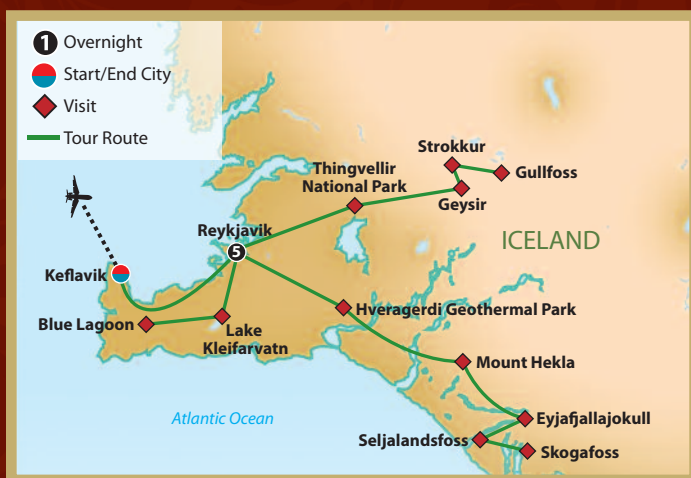 1 Overnight
Start/End City
Visit
Tour Route
Strokkur
Gullfoss
Thingvellir
National Park
Geysir
Reykjavik
5
ICELAND
Keflavik
Hveragerdi Geothermal Park
Blue Lagoon
Lake
Kleifarvatn
Mount Hekla
Atlantic Ocean
Eyjafjallajokull
Seljalandsfoss
Skogafoss